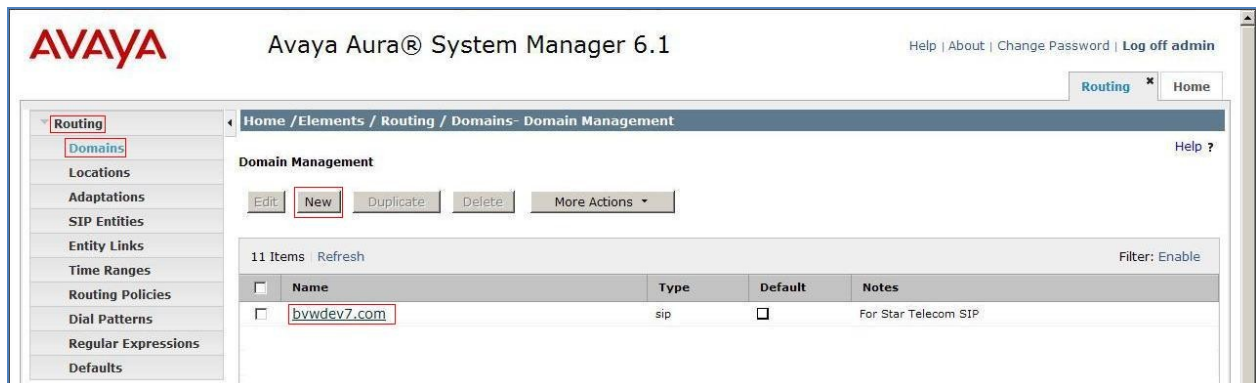 AVAYA
Avaya Aura® System Manager 6.1
Help | About | Change Password | Log off admin
Routing ✖ Home
Routing
Domains
Locations
Adaptations
SIP Entities
Entity Links
Time Ranges
Routing Policies
Dial Patterns
Regular Expressions
Defaults
Home /Elements / Routing / Domains- Domain Management
Help ?
Domain Management
Edit New Duplicate Delete More Actions
11 Items | Refresh Filter: Enable
Name Type Default Notes
bvwdev7.com sip For Star Telecom SIP